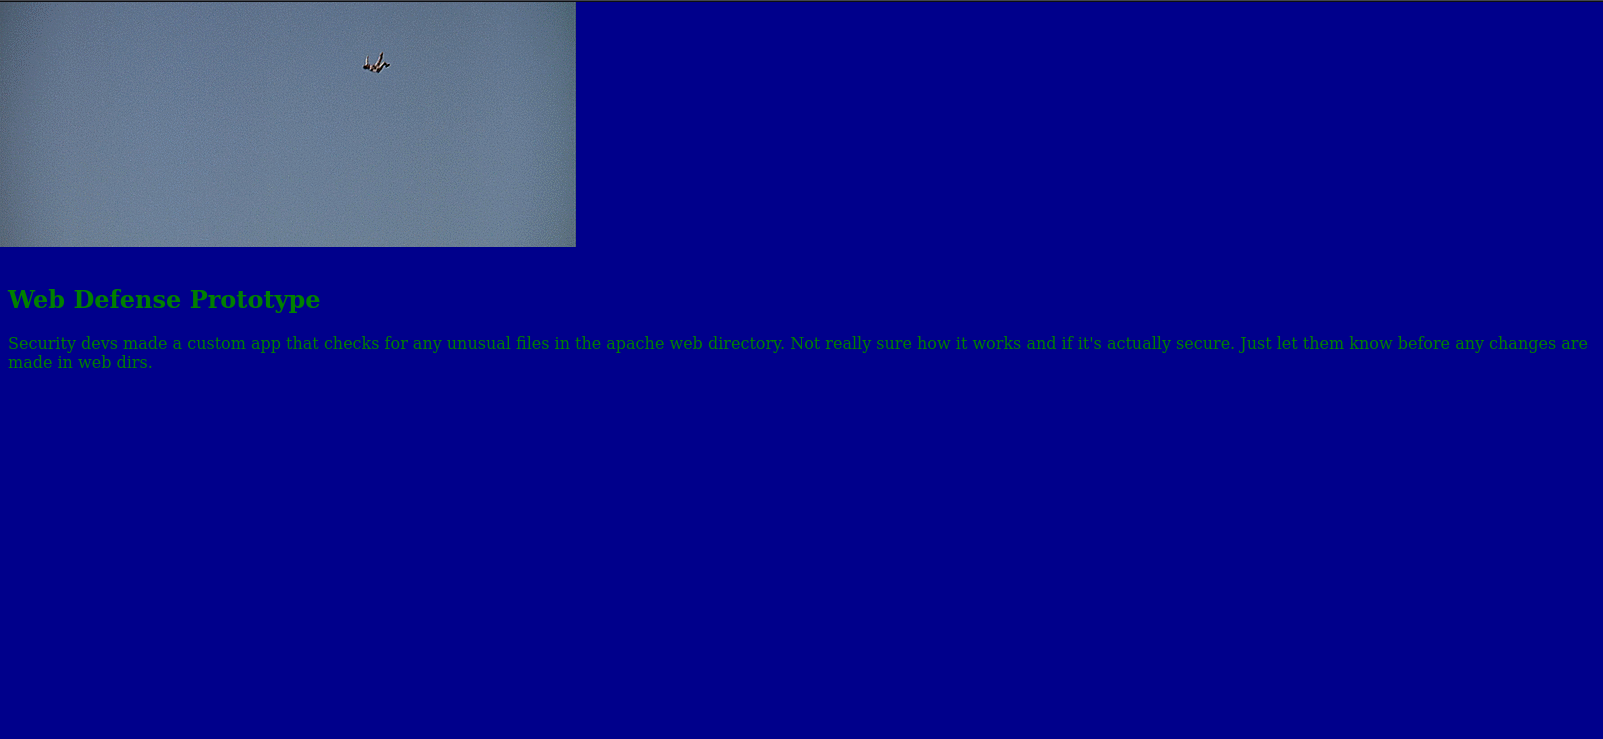 Web Defense Prototype
Security devs made a custom app that checks for any unusual files in the apache web directory. Not really sure how it works and if it's actually secure. Just let them know before any changes are
made in web dirs.